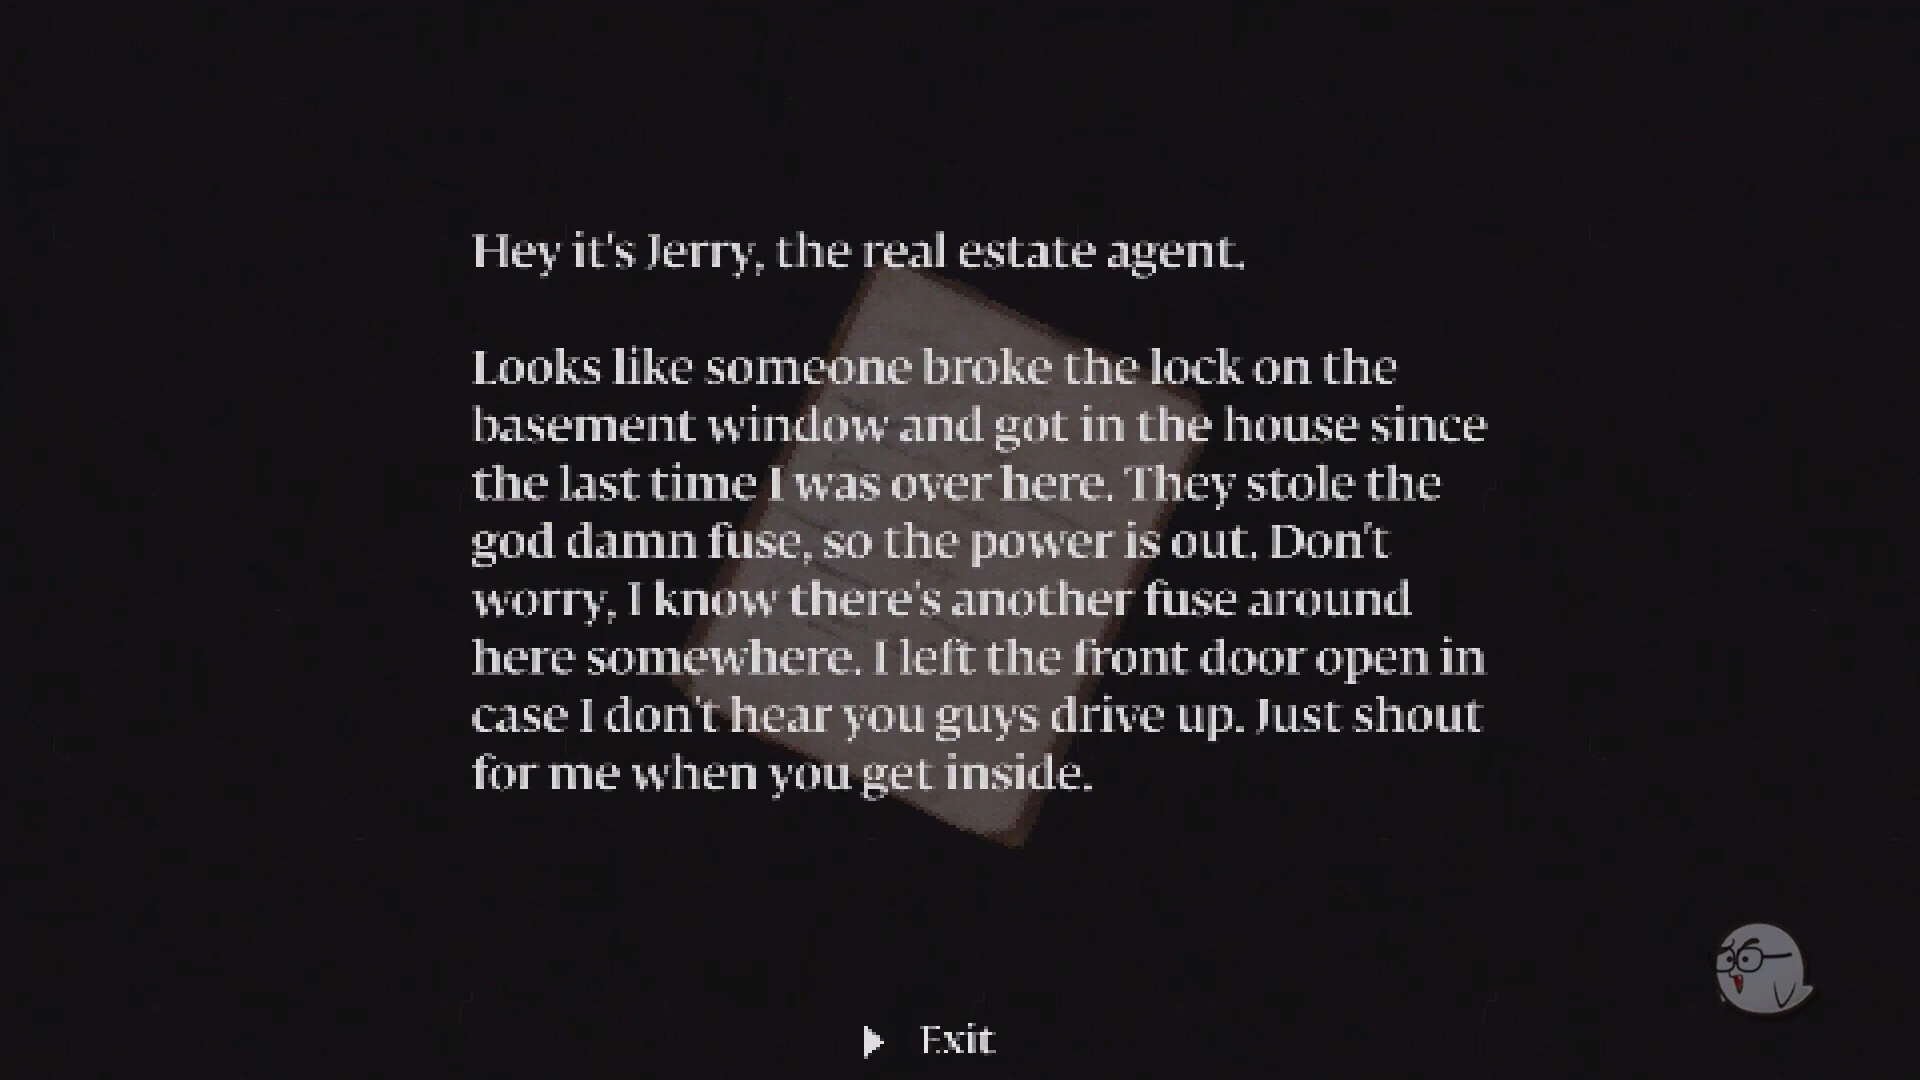 Hey it's Jerry, the real estate agent.
Looks like someone broke the lock on the
basement window and got in the house since
the last time I was over here. They stole the
god damn fuse, so the power is out. Don't
worry, I know there's another fuse around
here somewhere. I left the front door open in
case I don't hear you guys drive up. Just shout
for me when you get inside.
Exit